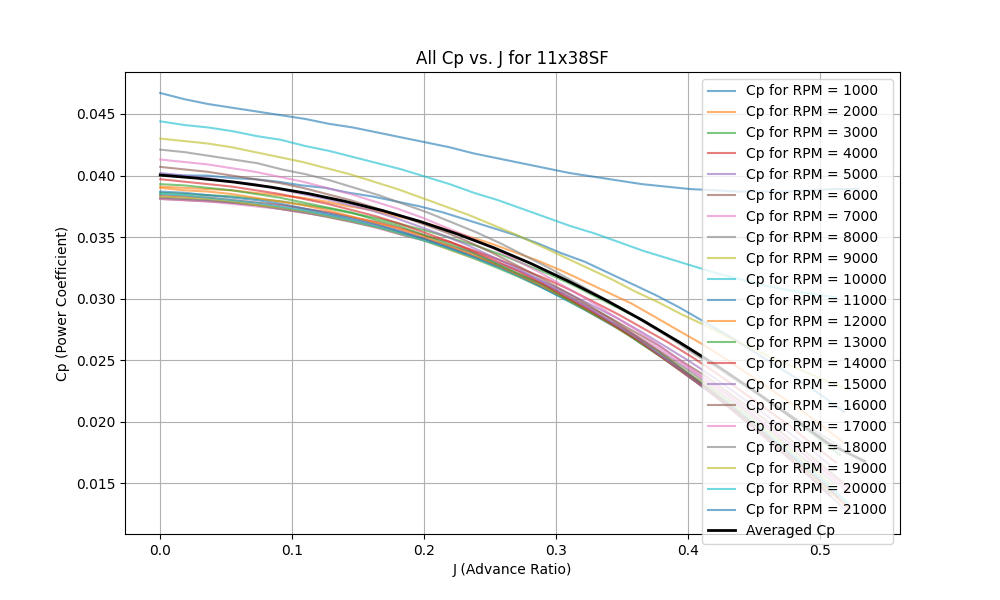 All Cp vs. J for 11x38SF
Cp (Power Coefficient)
0.045
0.040
0.035
0.030
0.025
0.020
0.015
0.0
0.1
0.2
0.3
0.4
0.5
J (Advance Ratio)
Cp for RPM = 1000
Cp for RPM = 2000
Cp for RPM = 3000
Cp for RPM = 4000
Cp for RPM = 5000
Cp for RPM = 6000
Cp for RPM = 7000
Cp for RPM = 8000
Cp for RPM = 9000
Cp for RPM = 10000
Cp for RPM = 11000
Cp for RPM = 12000
Cp for RPM = 13000
Cp for RPM = 14000
Cp for RPM = 15000
Cp for RPM = 16000
Cp for RPM = 17000
Cp for RPM = 18000
Cp for RPM = 19000
Cp for RPM = 20000
Cp for RPM = 21000
Averaged Cp